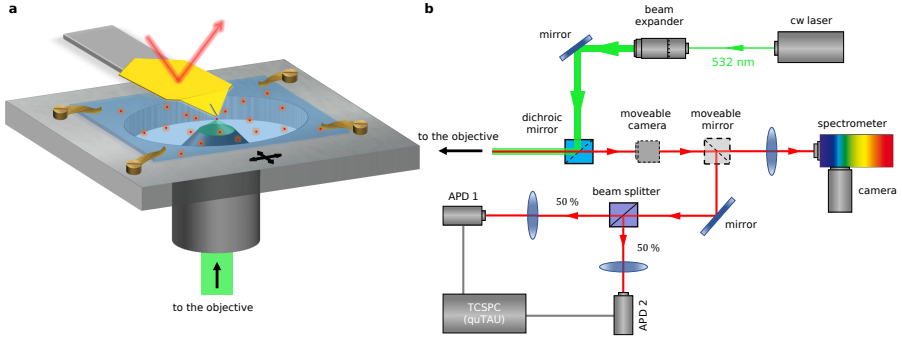 a
to the objective
b
beam
expander
cw laser
mirror
532 nm
dichroic
mirror
moveable
camera
moveable
mirror
spectrometer
to the objective
camera
beam splitter
APD 1
50 %
mirror
50 %
TCSPC
(quTAU)
APD 2